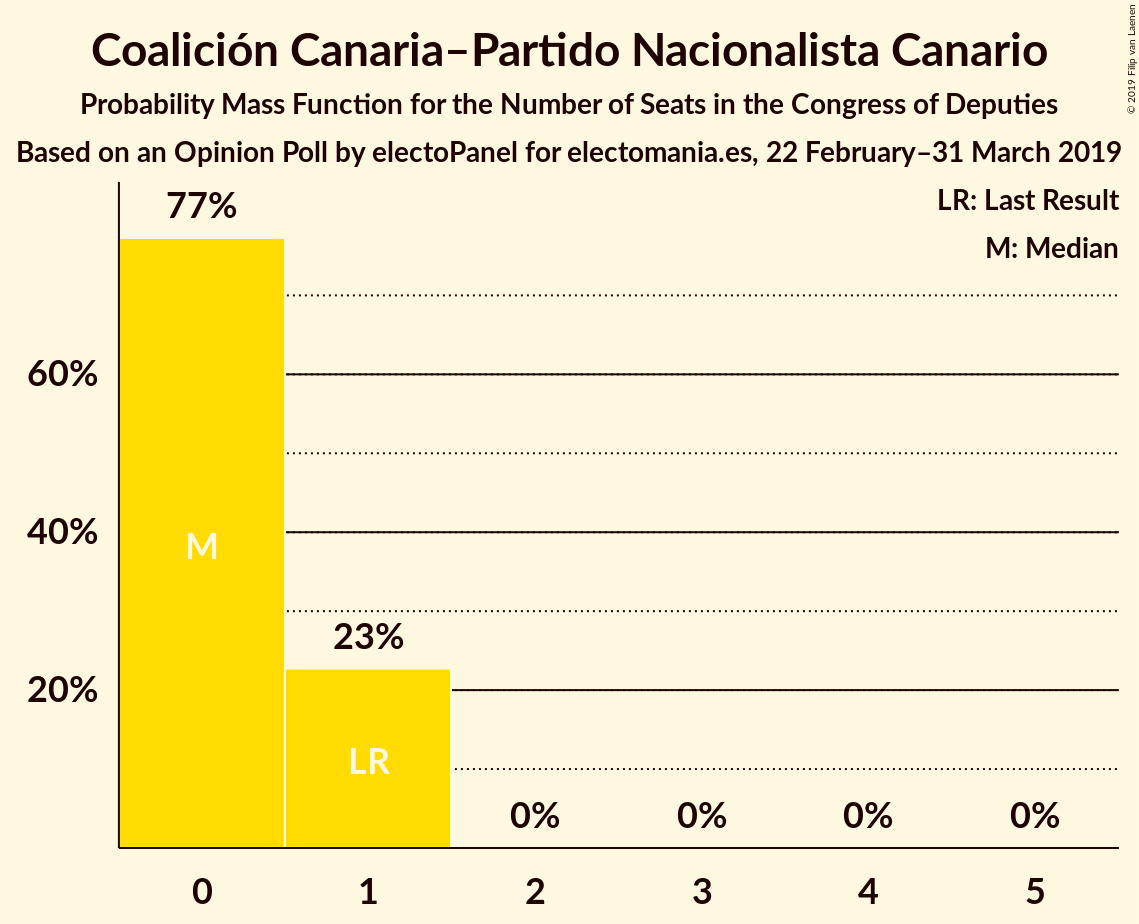 Coalición Canaria–Partido Nacionalista Canario
Probability Mass Function for the Number of Seats in the Congress of Deputies
Based on an Opinion Poll by electoPanel for electomania.es, 22 February–31 March 2019
© 2019 Filip van Laenen
LR: Last Result
M: Median
77%
60%
40%
20%
M
23%
LR
0%
0%
0%
0%
0
1
2
3
4
5